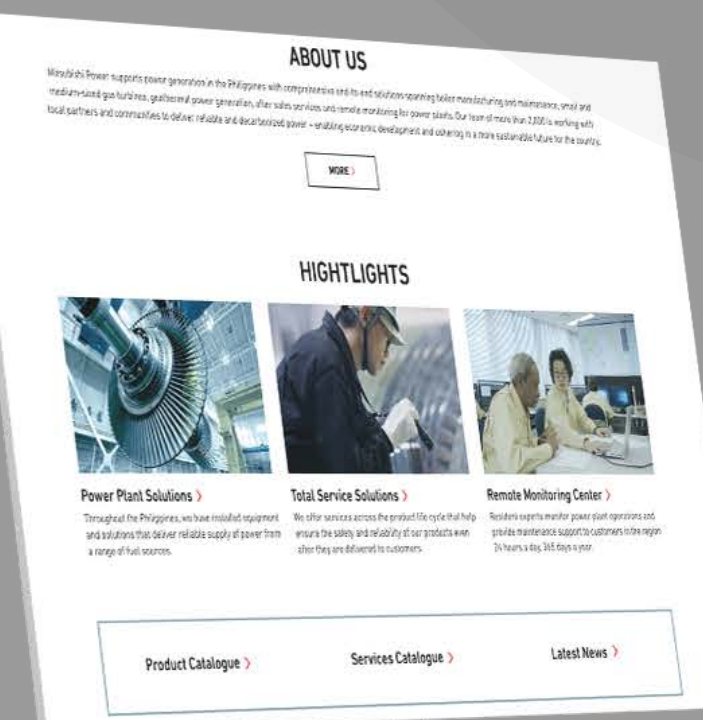 ABOUT US
Mitsubishi Power supports power generation in the Philippines with comprehensive end-to-end solutions spanning boiler manufacturing and maintenance, small and
medium-sized gas turbines, geothermal power generation, after sales services and remote monitoring for power plants. Our team of more than 2,000 is working with
local partners and communities to deliver reliable and decarbonized power – enabling economic development and ushering in a more sustainable future for the country.
MORE >
HIGHTLIGHTS
Power Plant Solutions >
Total Service Solutions >
Remote Monitoring Center >
Throughout the Philippines, we have installed equipment
and solutions that deliver reliable supply of power from
a range of fuel sources.
We offer services across the product life cycle that help
ensure the safety and reliability of our products even
after they are delivered to customers.
Resident experts monitor power plant operations and
provide maintenance support to customers in the region
24 hours a day, 365 days a year.
Product Catalogue >
Services Catalogue >
Latest News >